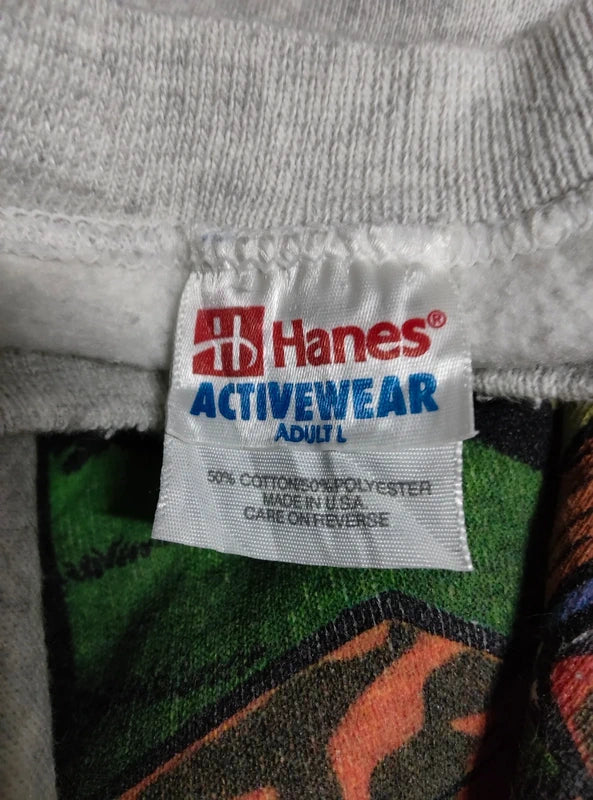 Hanes®
ACTIVEWEAR
ADULT L
50% COTTON/50% POLYESTER
MADE IN U.S.A.
CARE ON REVERSE